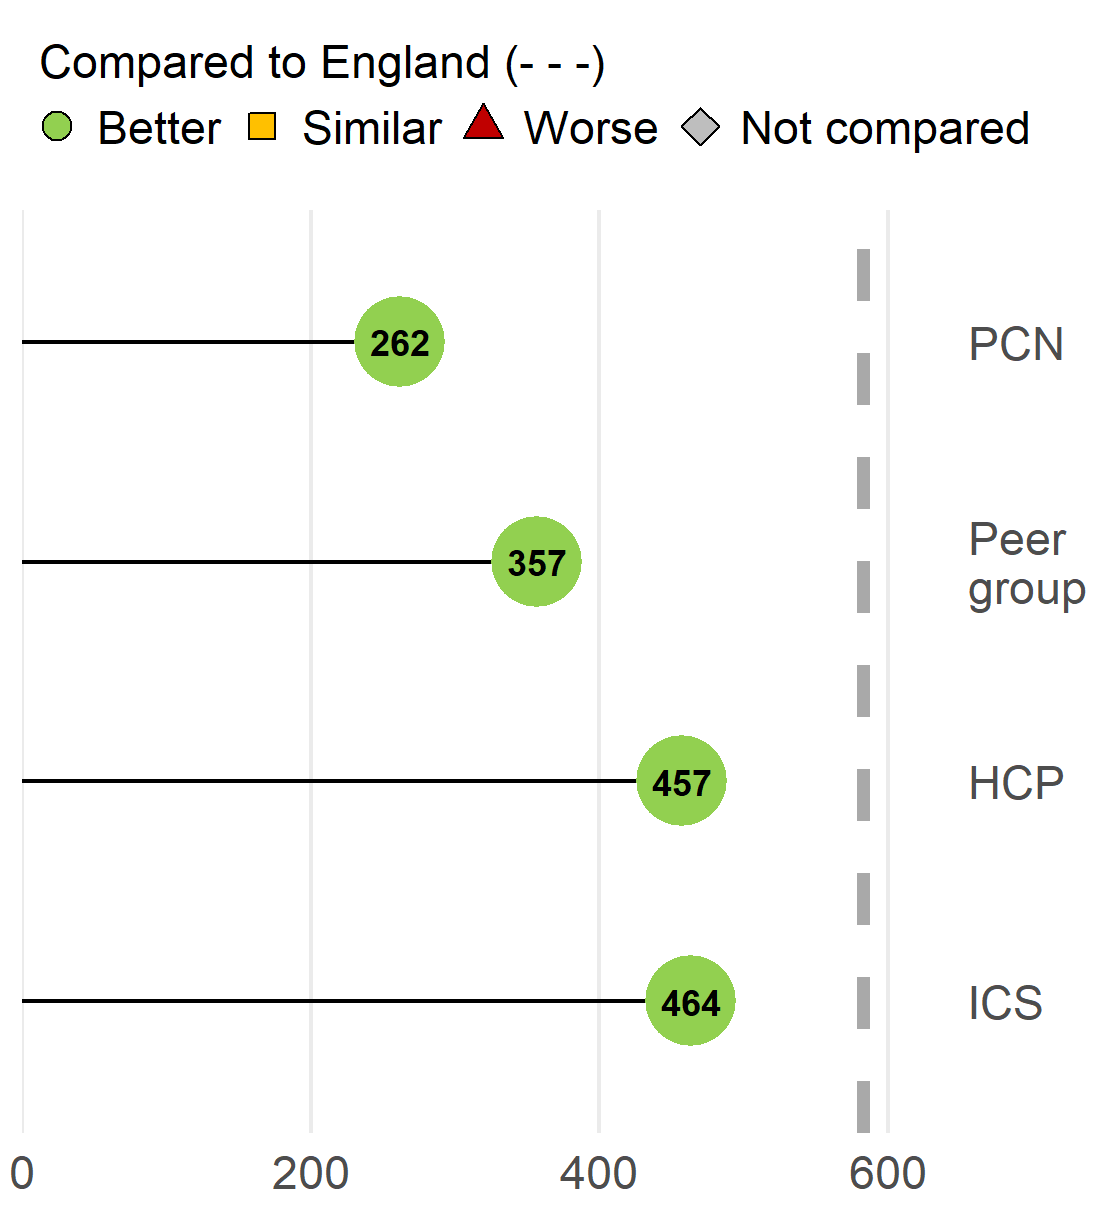 Compared to England (- - -)
Better Similar Worse Not compared
262 PCN
357 Peer
group
457 HCP
464 ICS
0 200 400 600